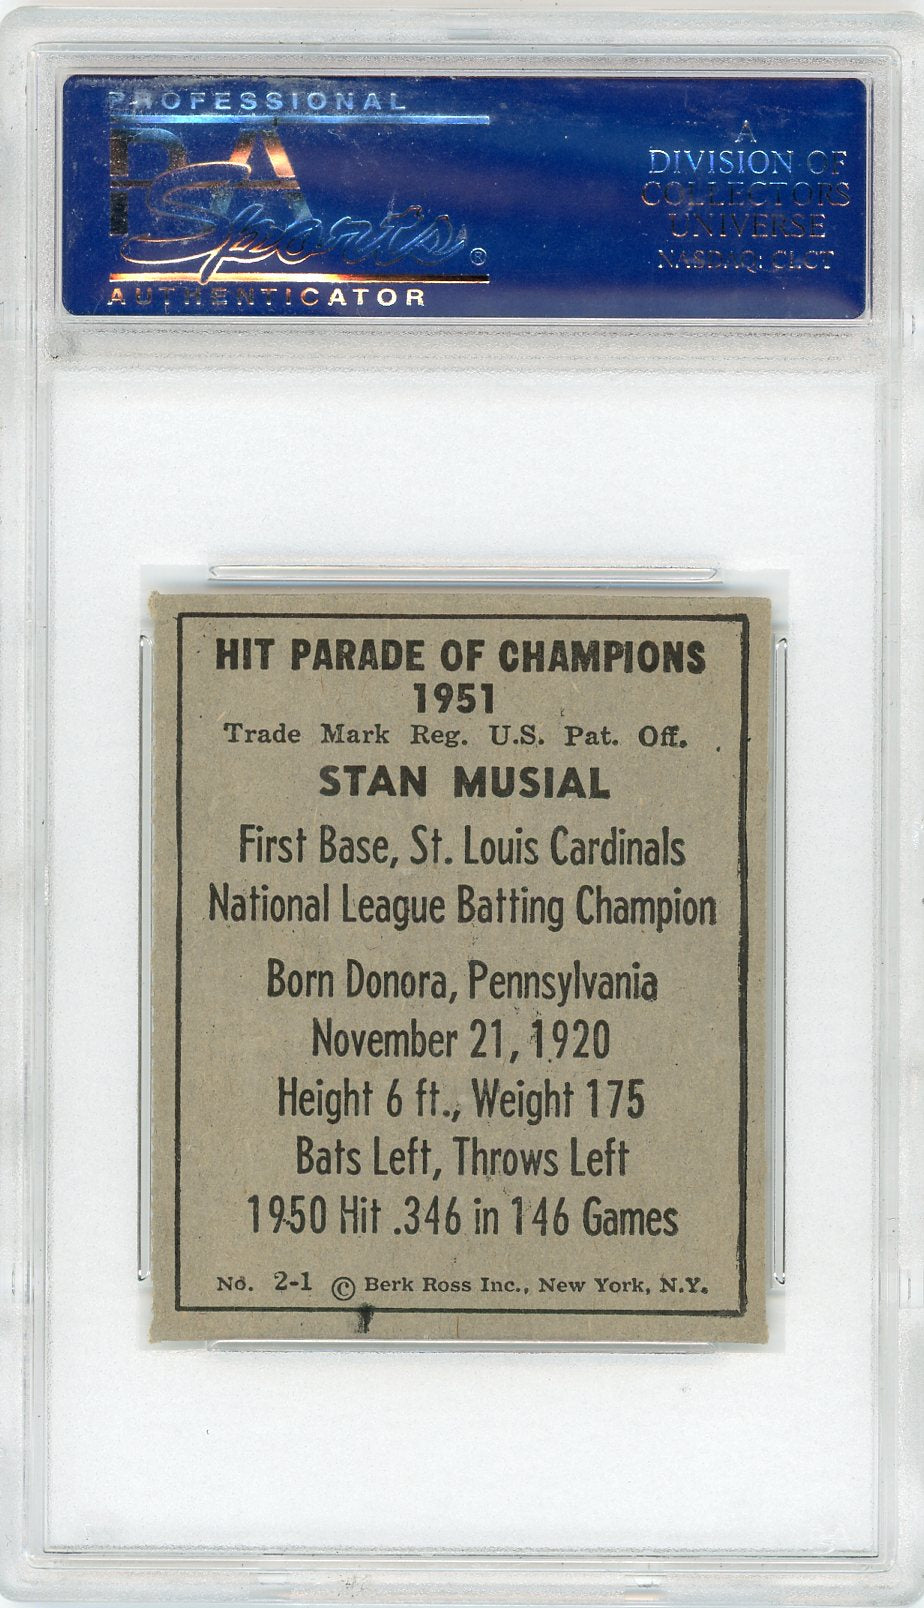 PROFESSIONAL
PSA
Sports ®
AUTHENTICATOR
A
DIVISION OF
COLLECTORS
UNIVERSE
NASDAQ: CLCT
HIT PARADE OF CHAMPIONS
1951
Trade Mark Reg. U.S. Pat. Off.
STAN MUSIAL
First Base, St. Louis Cardinals
National League Batting Champion
Born Donora, Pennsylvania
November 21, 1920
Height 6 ft., Weight 175
Bats Left, Throws Left
1950 Hit .346 in 146 Games
No. 2-1 © Berk Ross Inc., New York, N.Y.